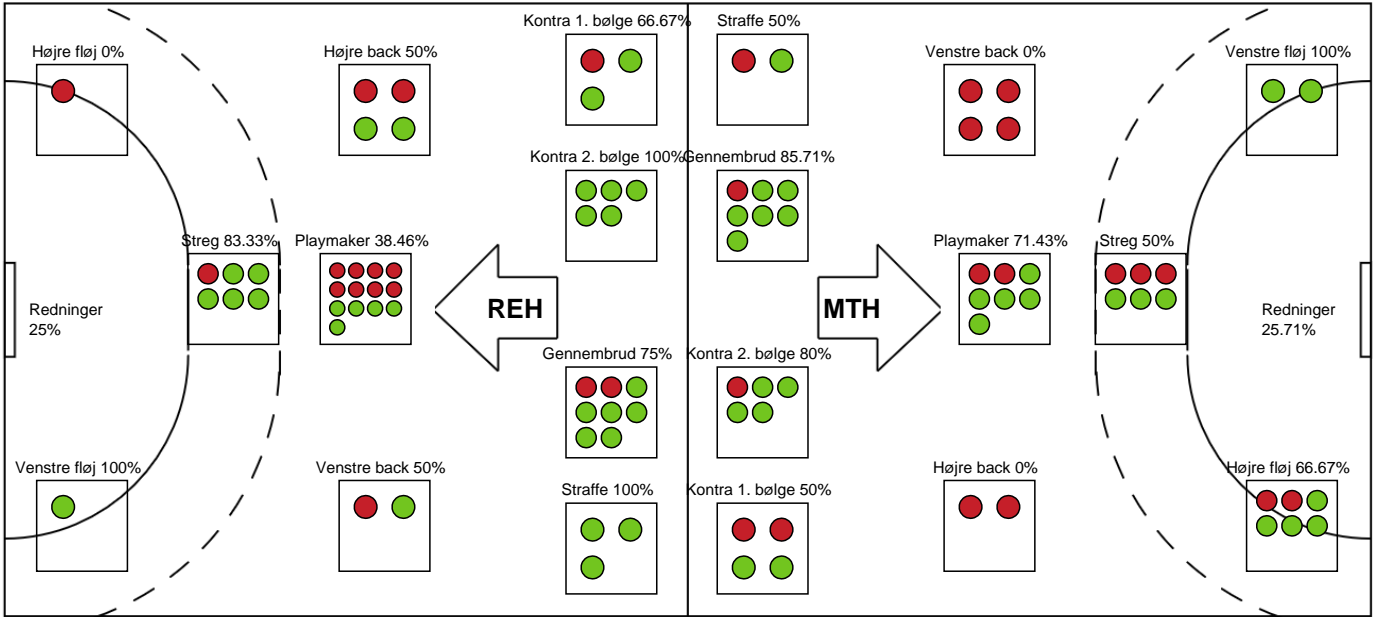 Kontra 1. bølge 66.67%
Straffe 50%
Højre fløj 0%
Højre back 50%
Venstre back 0%
Venstre fløj 100%
Kontra 2. bølge 100%
Gennembrud 85.71%
Streg 83.33%
Playmaker 38.46%
Playmaker 71.43%
Streg 50%
Redninger
25%
REH
MTH
Redninger
25.71%
Gennembrud 75%
Kontra 2. bølge 80%
Venstre fløj 100%
Venstre back 50%
Straffe 100%
Kontra 1. bølge 50%
Højre back 0%
Højre fløj 66.67%